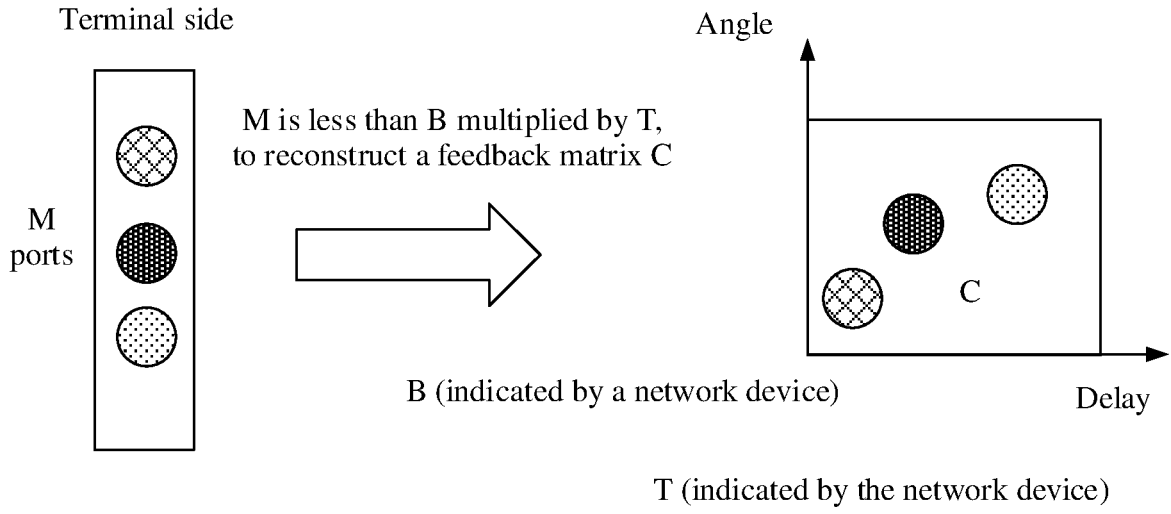 Terminal side
M
ports
M is less than B multiplied by T,
to reconstruct a feedback matrix C
Angle
C
Delay
B (indicated by a network device)
T (indicated by the network device)